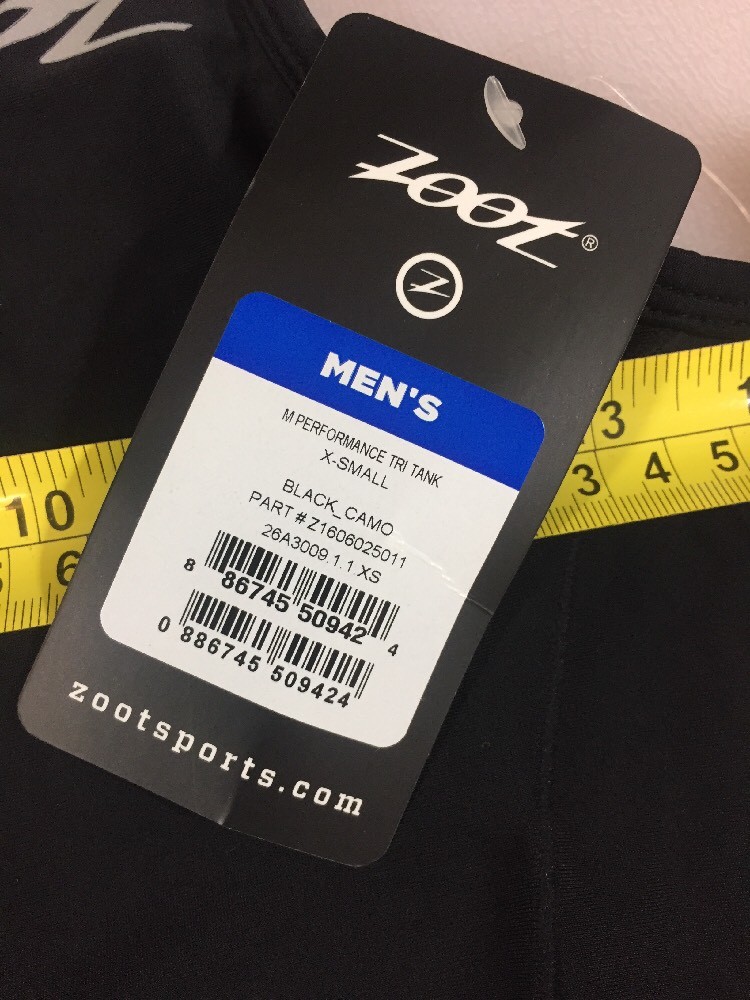 zoot®
Z
MEN'S
M PERFORMANCE TRI TANK
X-SMALL
BLACK_CAMO
PART # Z1606025011
26A3009.1.1.XS
8 86745 50942 4
0 886745 509424
zootsports.com
10
6
3
3 4 5